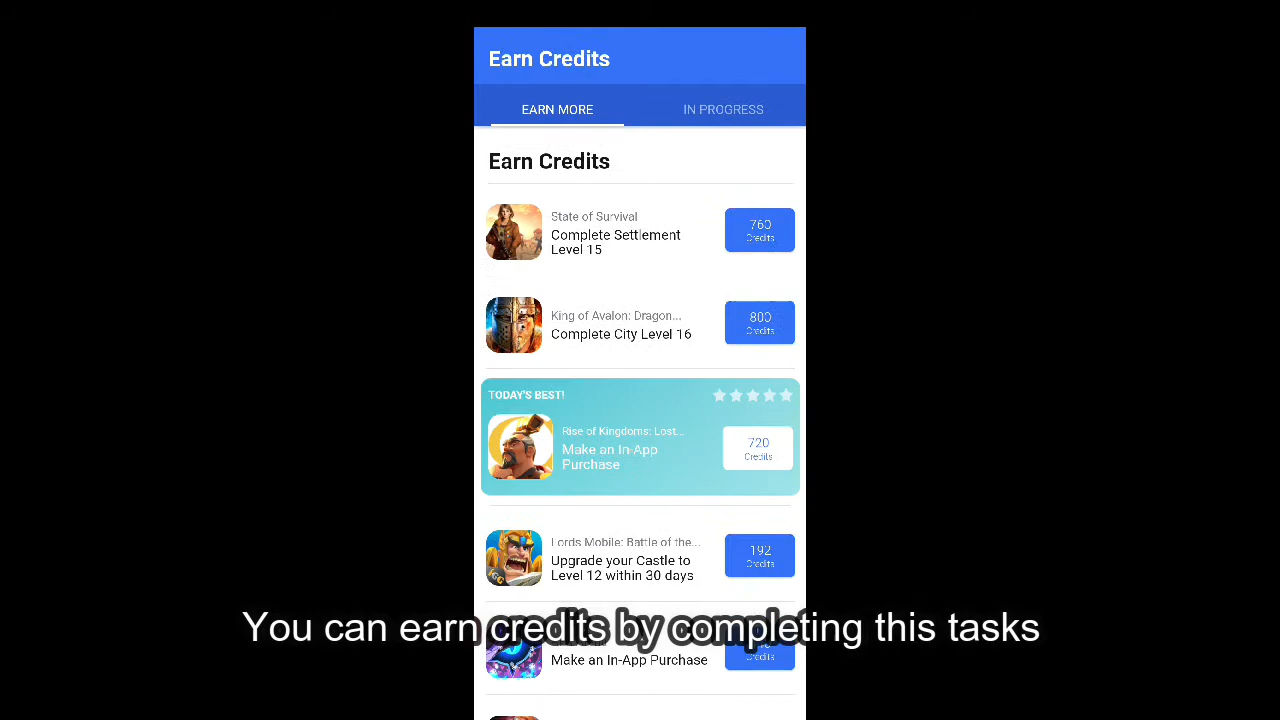 Earn Credits
EARN MORE
IN PROGRESS
Earn Credits
State of Survival
Complete Settlement
Level 15
760
Credits
King of Avalon: Dragon...
Complete City Level 16
800
Credits
TODAY'S BEST!
Rise of Kingdoms: Lost...
Make an In-App
Purchase
720
Credits
Lords Mobile: Battle of the...
Upgrade your Castle to
Level 12 within 30 days
192
Credits
IGG
You can earn credits by completing this tasks
Make an In-App Purchase
Credits